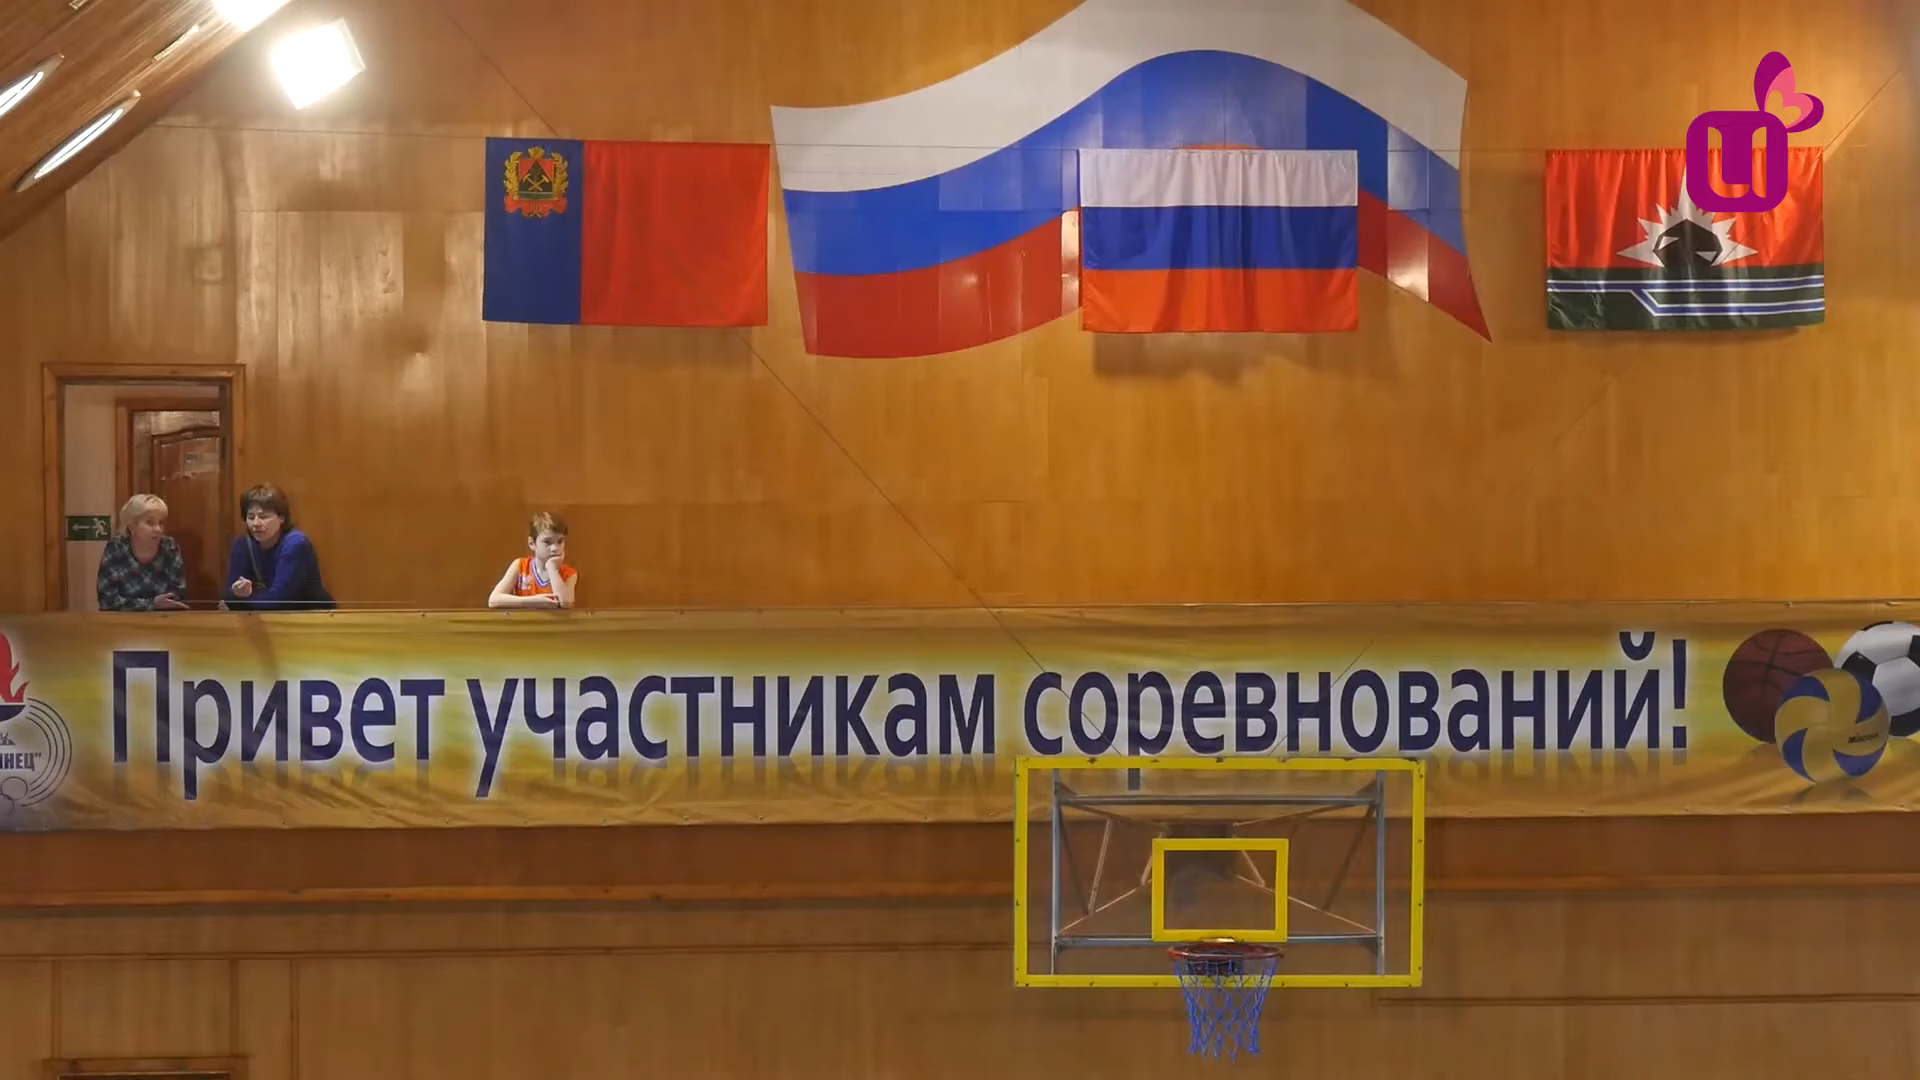 Привет участникам соревнований!